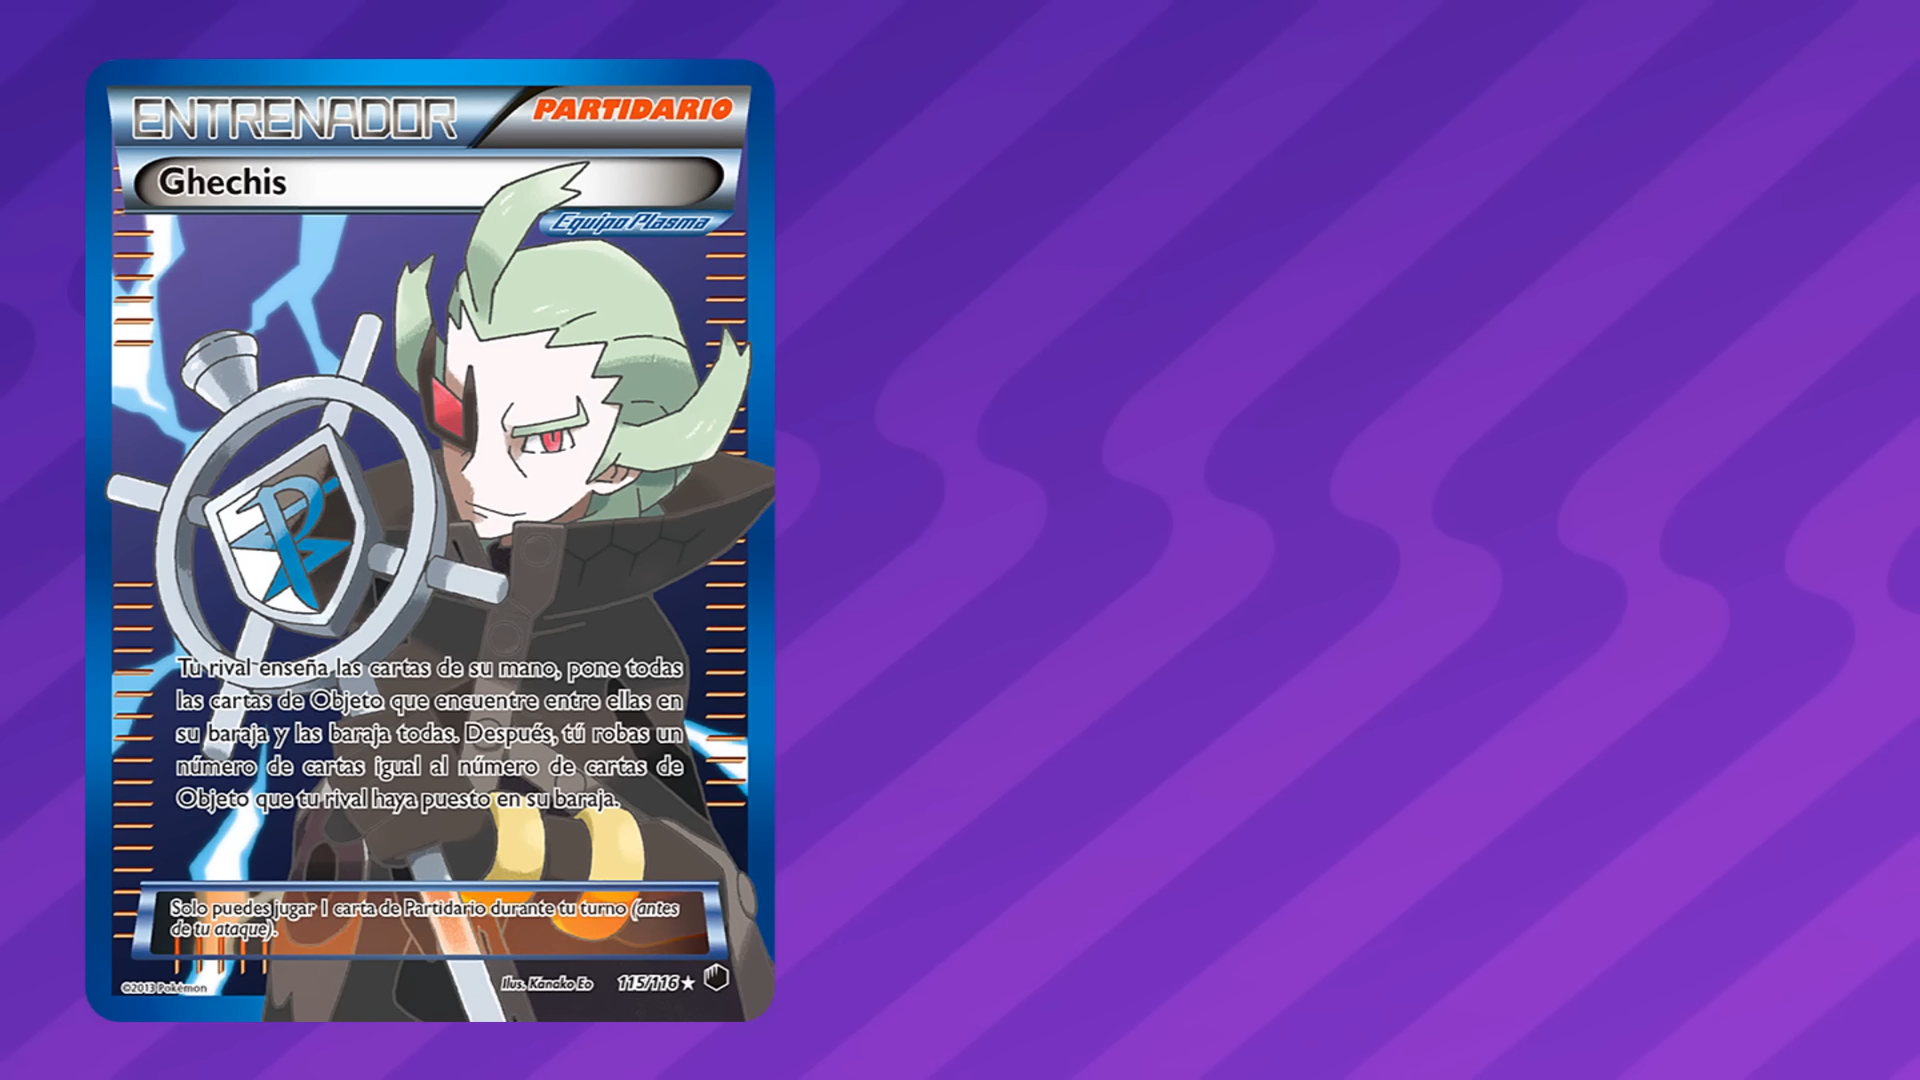 ENTRENADOR
PARTIDARIO
Ghechis
Equipo Plasma
Tu rival enseña las cartas de su mano, pone todas
las cartas de Objeto que encuentre entre ellas en
su baraja y las baraja todas. Después, tú robas un
número de cartas igual al número de cartas de
Objeto que tu rival haya puesto en su baraja.
Solo puedes jugar 1 carta de Partidario durante tu turno (antes
de tu ataque).
©2013 Pokémon
Ilus. Kanako Eo
115/116